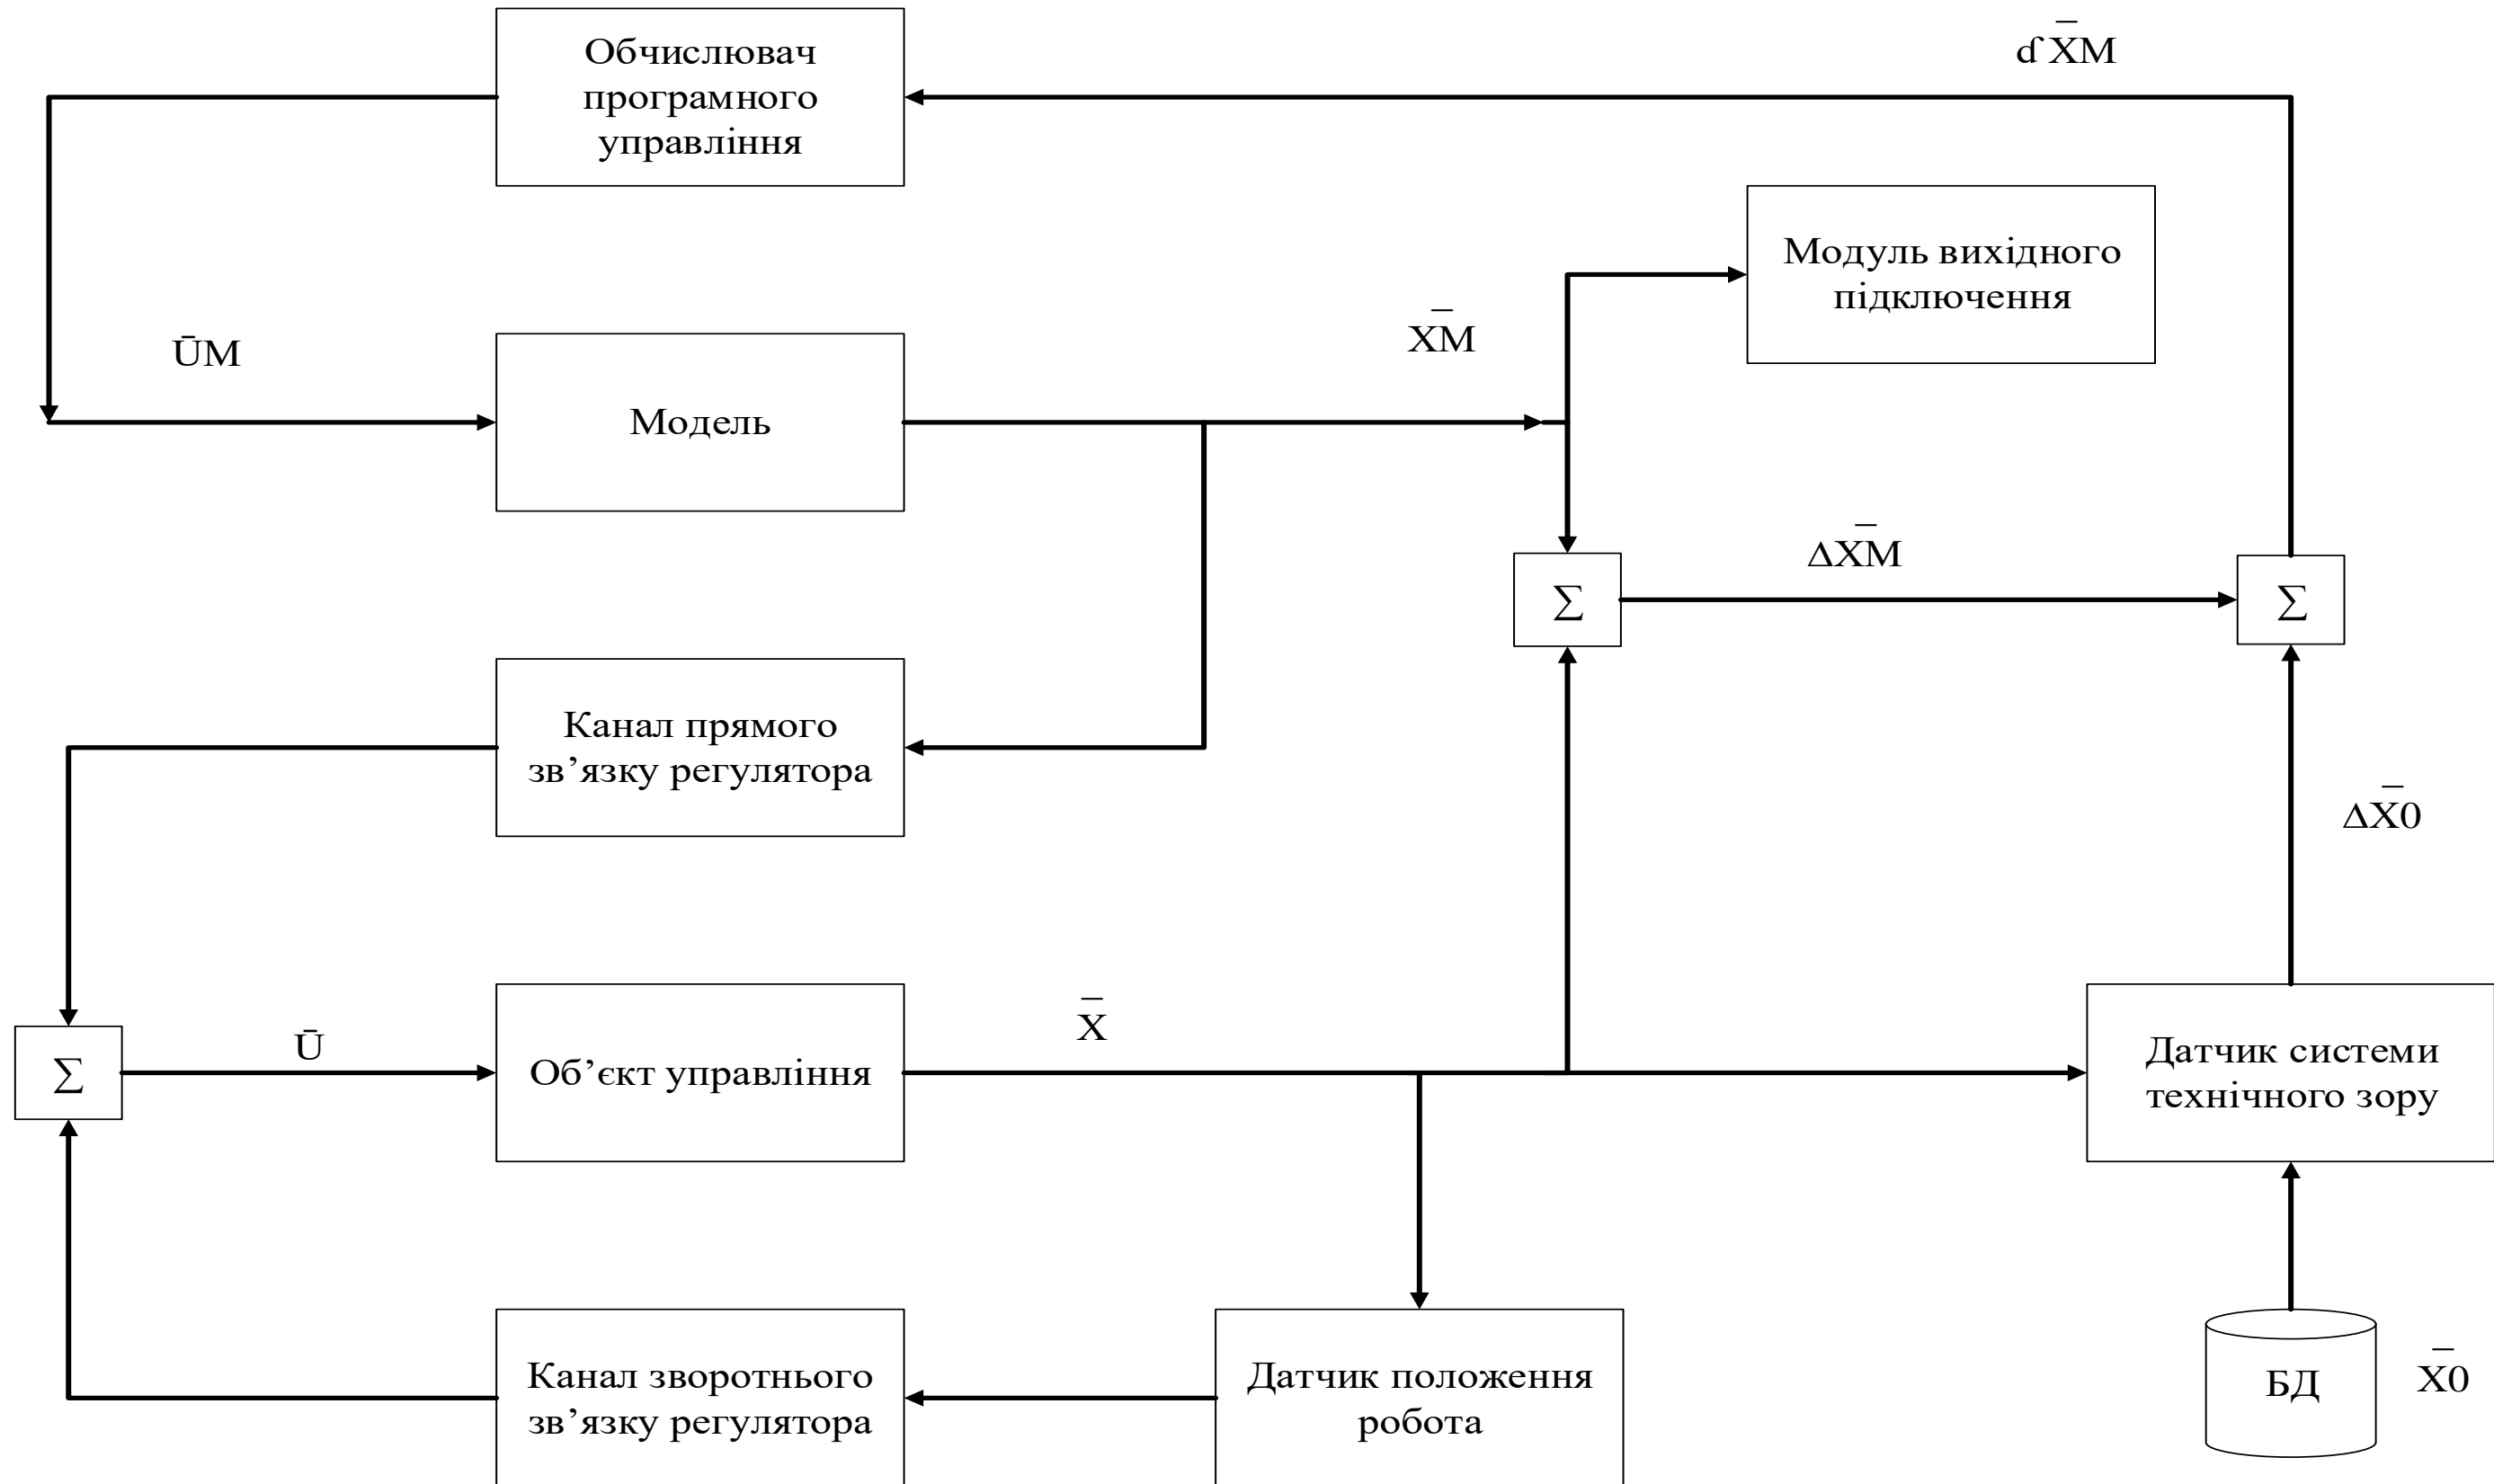 Обчислювач
програмного
управління
ɗ X̅M
Модуль вихідного
підключення
ŪM
Модель
X̅M
Σ
ΔX̅M
Σ
Канал прямого
зв’язку регулятора
ΔX̅0
Σ
Ū
Об’єкт управління
X̅
Датчик системи
технічного зору
Канал зворотнього
зв’язку регулятора
Датчик положення
робота
БД
X̅0